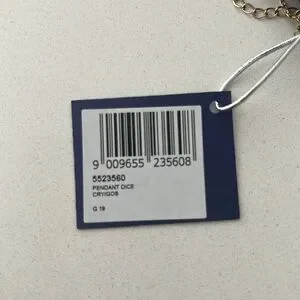 9 009655 235608
5523560
PENDANT DICE
CRY/GOS
G 19